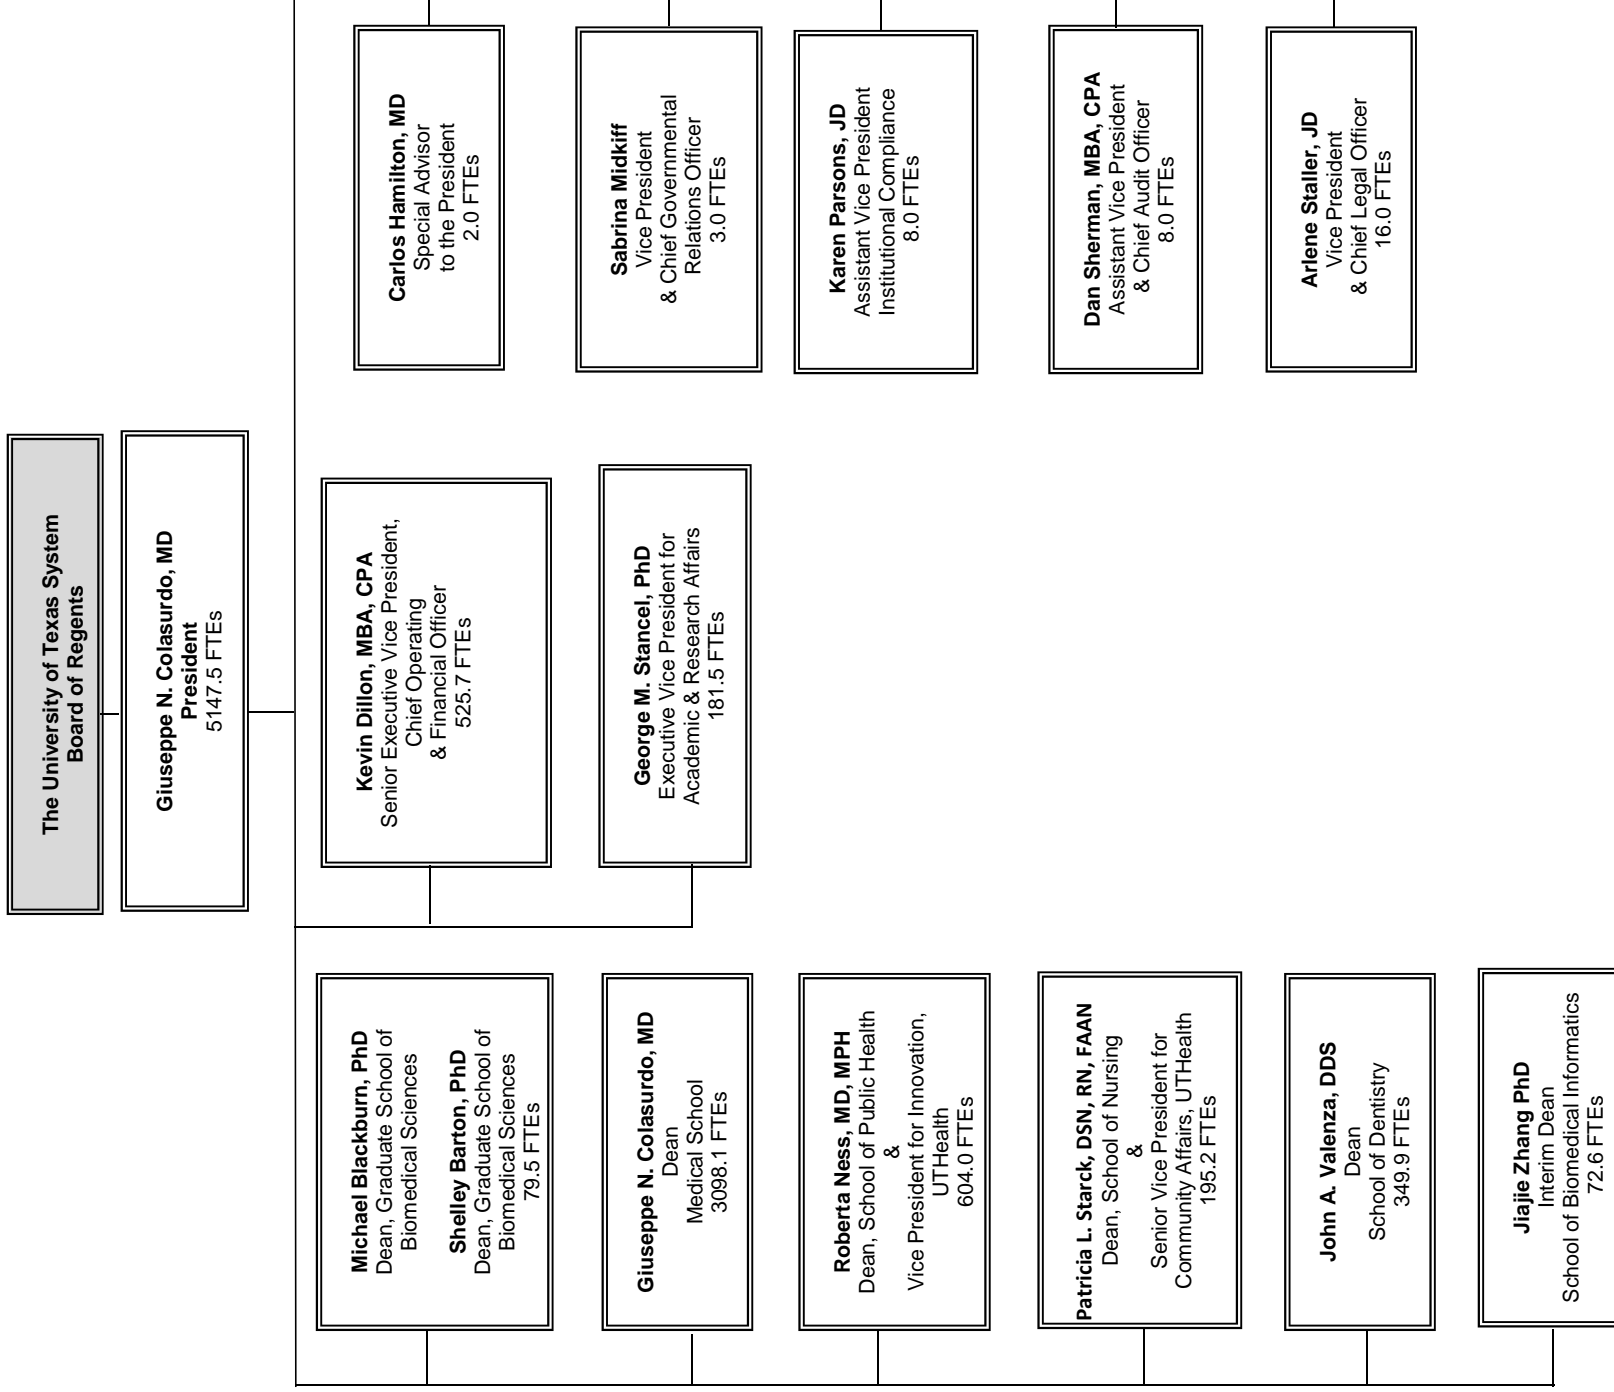 The University of Texas System
Board of Regents
Giuseppe N. Colasurdo, MD
President
5147.5 FTEs
Michael Blackburn, PhD
Dean, Graduate School of
Biomedical Sciences
Shelley Barton, PhD
Dean, Graduate School of
Biomedical Sciences
79.5 FTEs
Giuseppe N. Colasurdo, MD
Dean
Medical School
3098.1 FTEs
Roberta Ness, MD, MPH
Dean, School of Public Health
&
Vice President for Innovation,
UTHealth
604.0 FTEs
Patricia L. Starck, DSN, RN, FAAN
Dean, School of Nursing
&
Senior Vice President for
Community Affairs, UTHealth
195.2 FTEs
John A. Valenza, DDS
Dean
School of Dentistry
349.9 FTEs
Jiajie Zhang PhD
Interim Dean
School of Biomedical Informatics
72.6 FTEs
Kevin Dillon, MBA, CPA
Senior Executive Vice President,
Chief Operating
& Financial Officer
525.7 FTEs
George M. Stancel, PhD
Executive Vice President for
Academic & Research Affairs
181.5 FTEs
Carlos Hamilton, MD
Special Advisor
to the President
2.0 FTEs
Sabrina Midkiff
Vice President
& Chief Governmental
Relations Officer
3.0 FTEs
Karen Parsons, JD
Assistant Vice President
Institutional Compliance
8.0 FTEs
Dan Sherman, MBA, CPA
Assistant Vice President
& Chief Audit Officer
8.0 FTEs
Arlene Staller, JD
Vice President
& Chief Legal Officer
16.0 FTEs